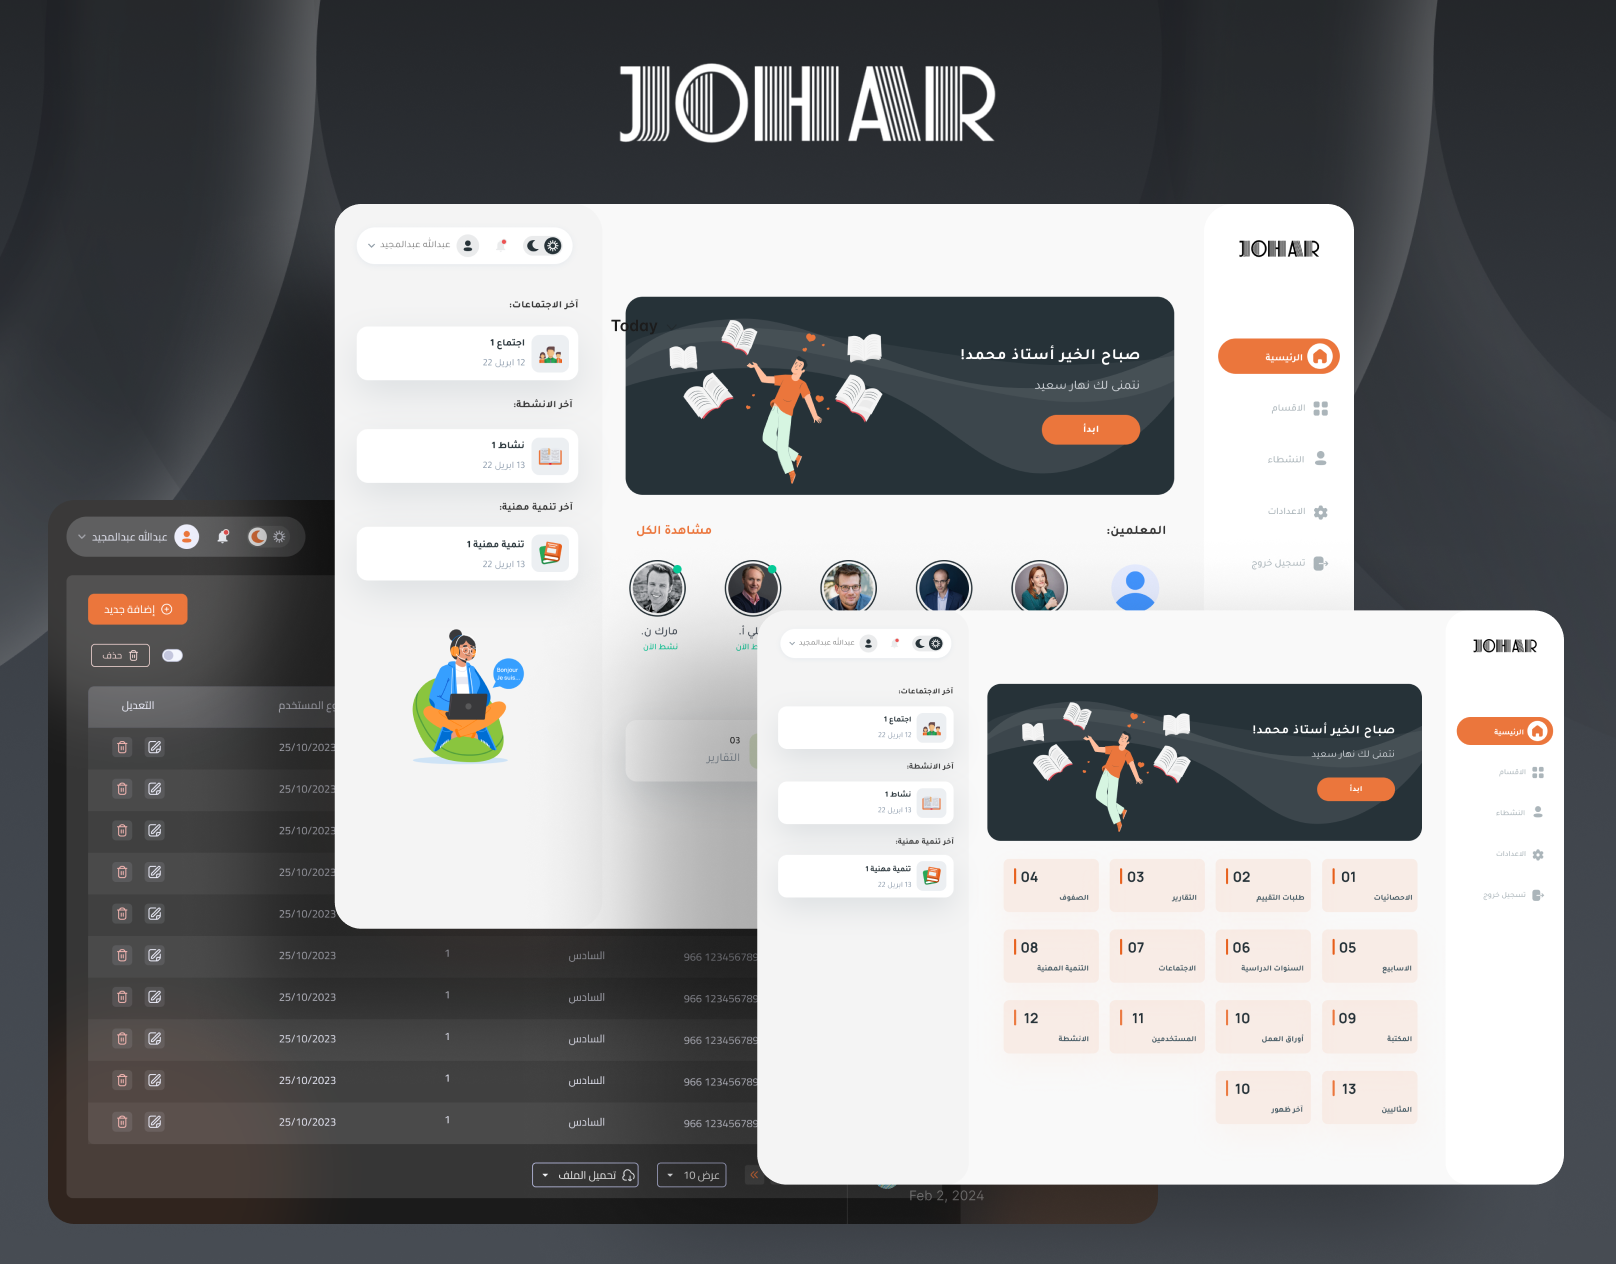 JOHAR
JOHAR
عبدالله عبدالمجيد
آخر الاجتماعات:
اجتماع 1
12 ابريل 22
آخر الانشطة:
نشاط 1
13 ابريل 22
آخر تنمية مهنية:
تنمية مهنية 1
13 ابريل 22
Bonjour
Je suis...
Today
صباح الخير أستاذ محمد!
نتمنى لك نهار سعيد
ابدأ
المعلمين:
مشاهدة الكل
مارك ن.
نشط الآن
03
التقارير
الرئيسية
الاقسام
النشطاء
الاعدادات
تسجيل خروج
عبدالله عبدالمجيد
إضافة جديد
حذف
التعديل
المستخدم
25/10/2023
25/10/2023
25/10/2023
25/10/2023
25/10/2023
966 123456789 السادس 1 25/10/2023
966 123456789 السادس 1 25/10/2023
966 123456789 السادس 1 25/10/2023
966 123456789 السادس 1 25/10/2023
966 123456789 السادس 1 25/10/2023
عرض 10
تحميل الملف
Feb 2, 2024
JOHAR
عبدالله عبدالمجيد
آخر الاجتماعات:
اجتماع 1
12 ابريل 22
آخر الانشطة:
نشاط 1
13 ابريل 22
آخر تنمية مهنية:
تنمية مهنية 1
13 ابريل 22
صباح الخير أستاذ محمد!
نتمنى لك نهار سعيد
ابدأ
01
الاحصائيات
02
طلبات التقييم
03
التقارير
04
الصفوف
05
الاسابيع
06
السنوات الدراسية
07
الاجتماعات
08
التنمية المهنية
09
المكتبة
10
أوراق العمل
11
المستخدمين
12
الانشطة
13
المثاليين
10
آخر ظهور
الرئيسية
الاقسام
النشطاء
الاعدادات
تسجيل خروج